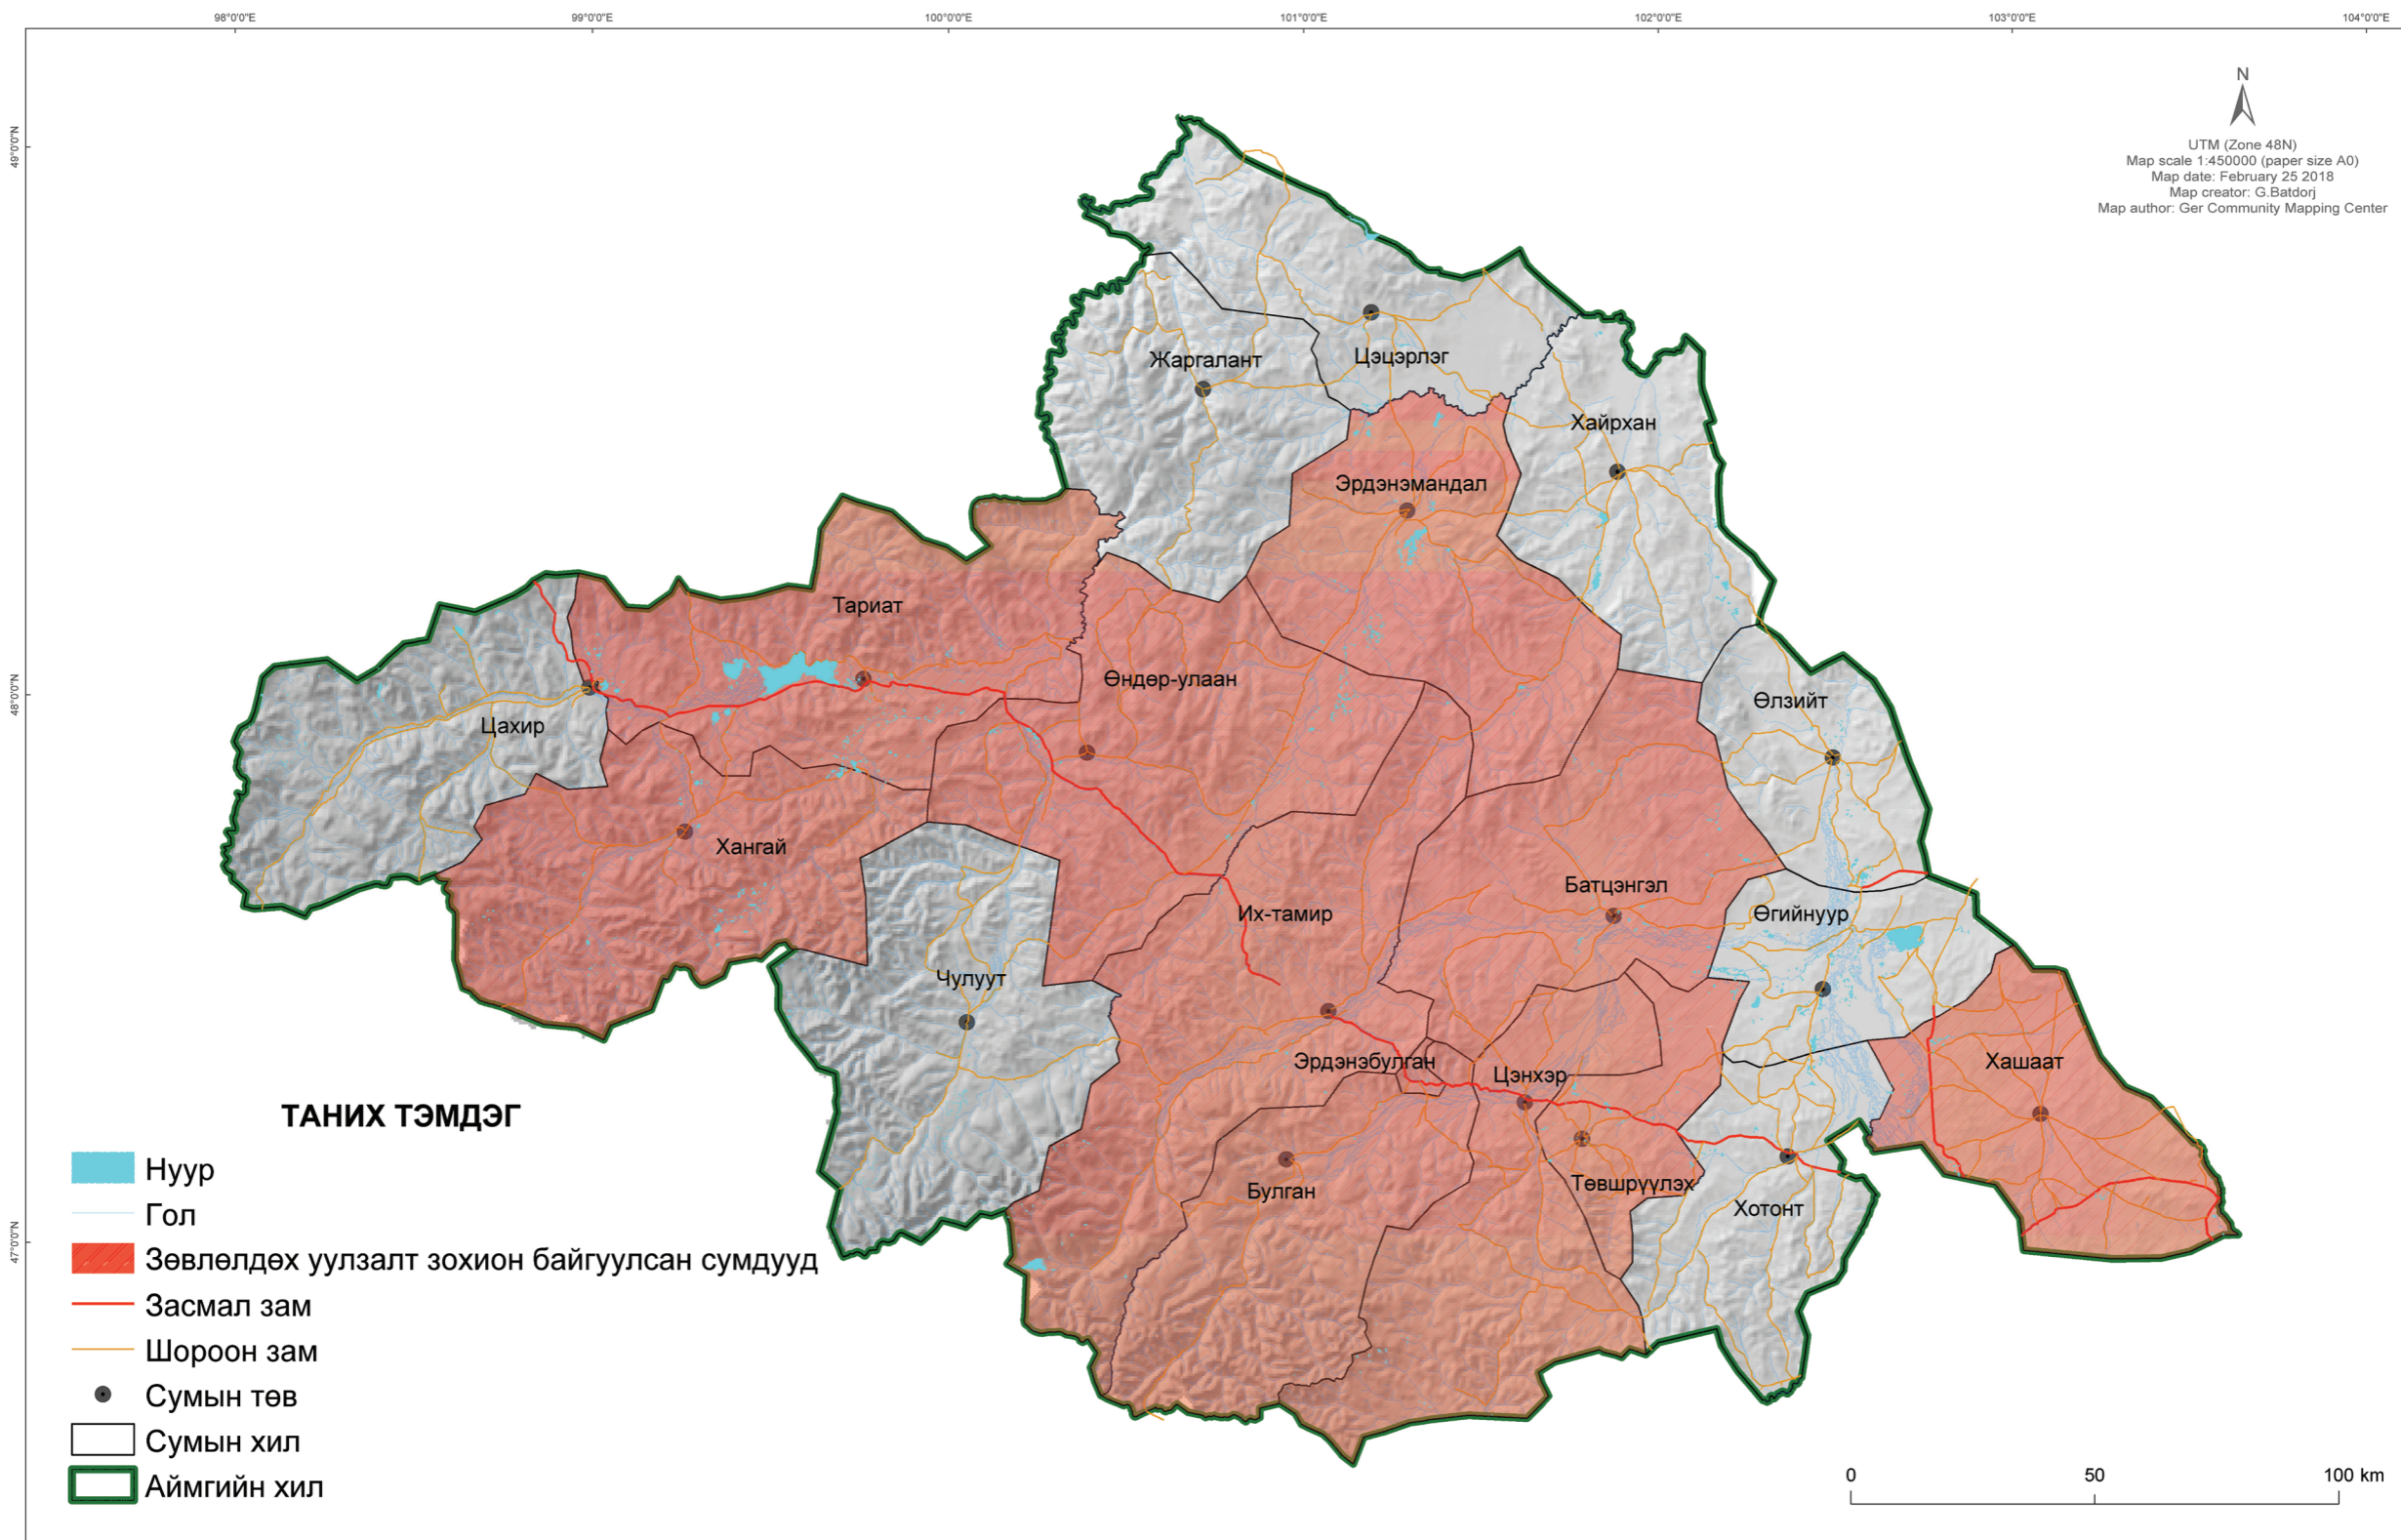 98°0'0"E 99°0'0"E 100°0'0"E 101°0'0"E 102°0'0"E 103°0'0"E 104°0'0"E
N
UTM (Zone 48N)
Map scale 1:450000 (paper size A0)
Map date: February 25 2018
Map creator: G.Batdorj
Map author: Ger Community Mapping Center
49°0'0"N
48°0'0"N
47°0'0"N
Жаргалант
Цэцэрлэг
Хайрхан
Эрдэнэмандал
Тариат
Өндөр-улаан
Өлзийт
Цахир
Хангай
Батцэнгэл
Их-тамир
Өгийнуур
Чулуут
Эрдэнэбулган
Цэнхэр
Хашаат
Булган
Төвшрүүлэх
Хотонт
ТАНИХ ТЭМДЭГ
Нуур
Гол
Зөвлөлдөх уулзалт зохион байгуулсан сумдууд
Засмал зам
Шороон зам
Сумын төв
Сумын хил
Аймгийн хил
0 50 100 km